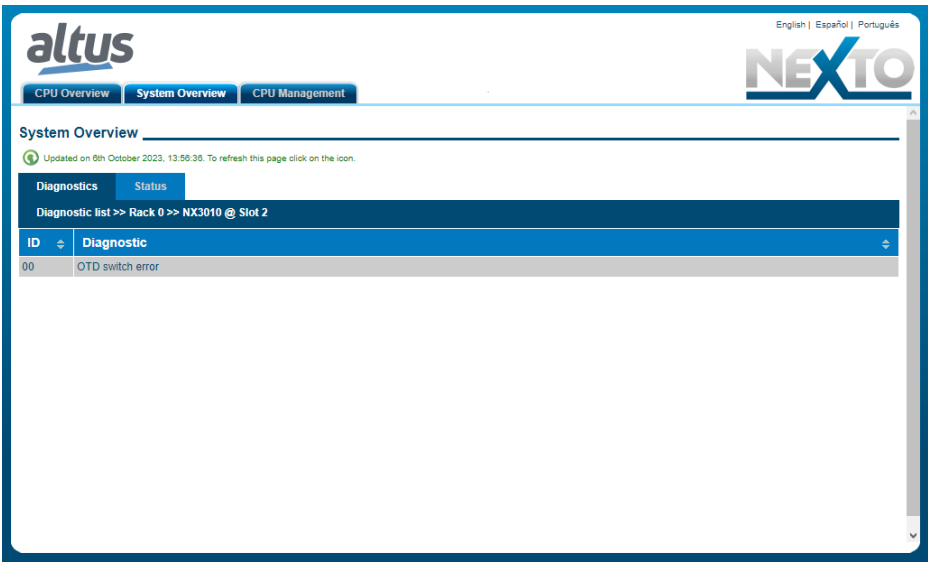 English | Español | Português
altus
NEXTO
CPU Overview System Overview CPU Management
System Overview
Updated on 6th October 2023, 13:56:36. To refresh this page click on the icon.
Diagnostics Status
Diagnostic list >> Rack 0 >> NX3010 @ Slot 2
ID Diagnostic
00 OTD switch error